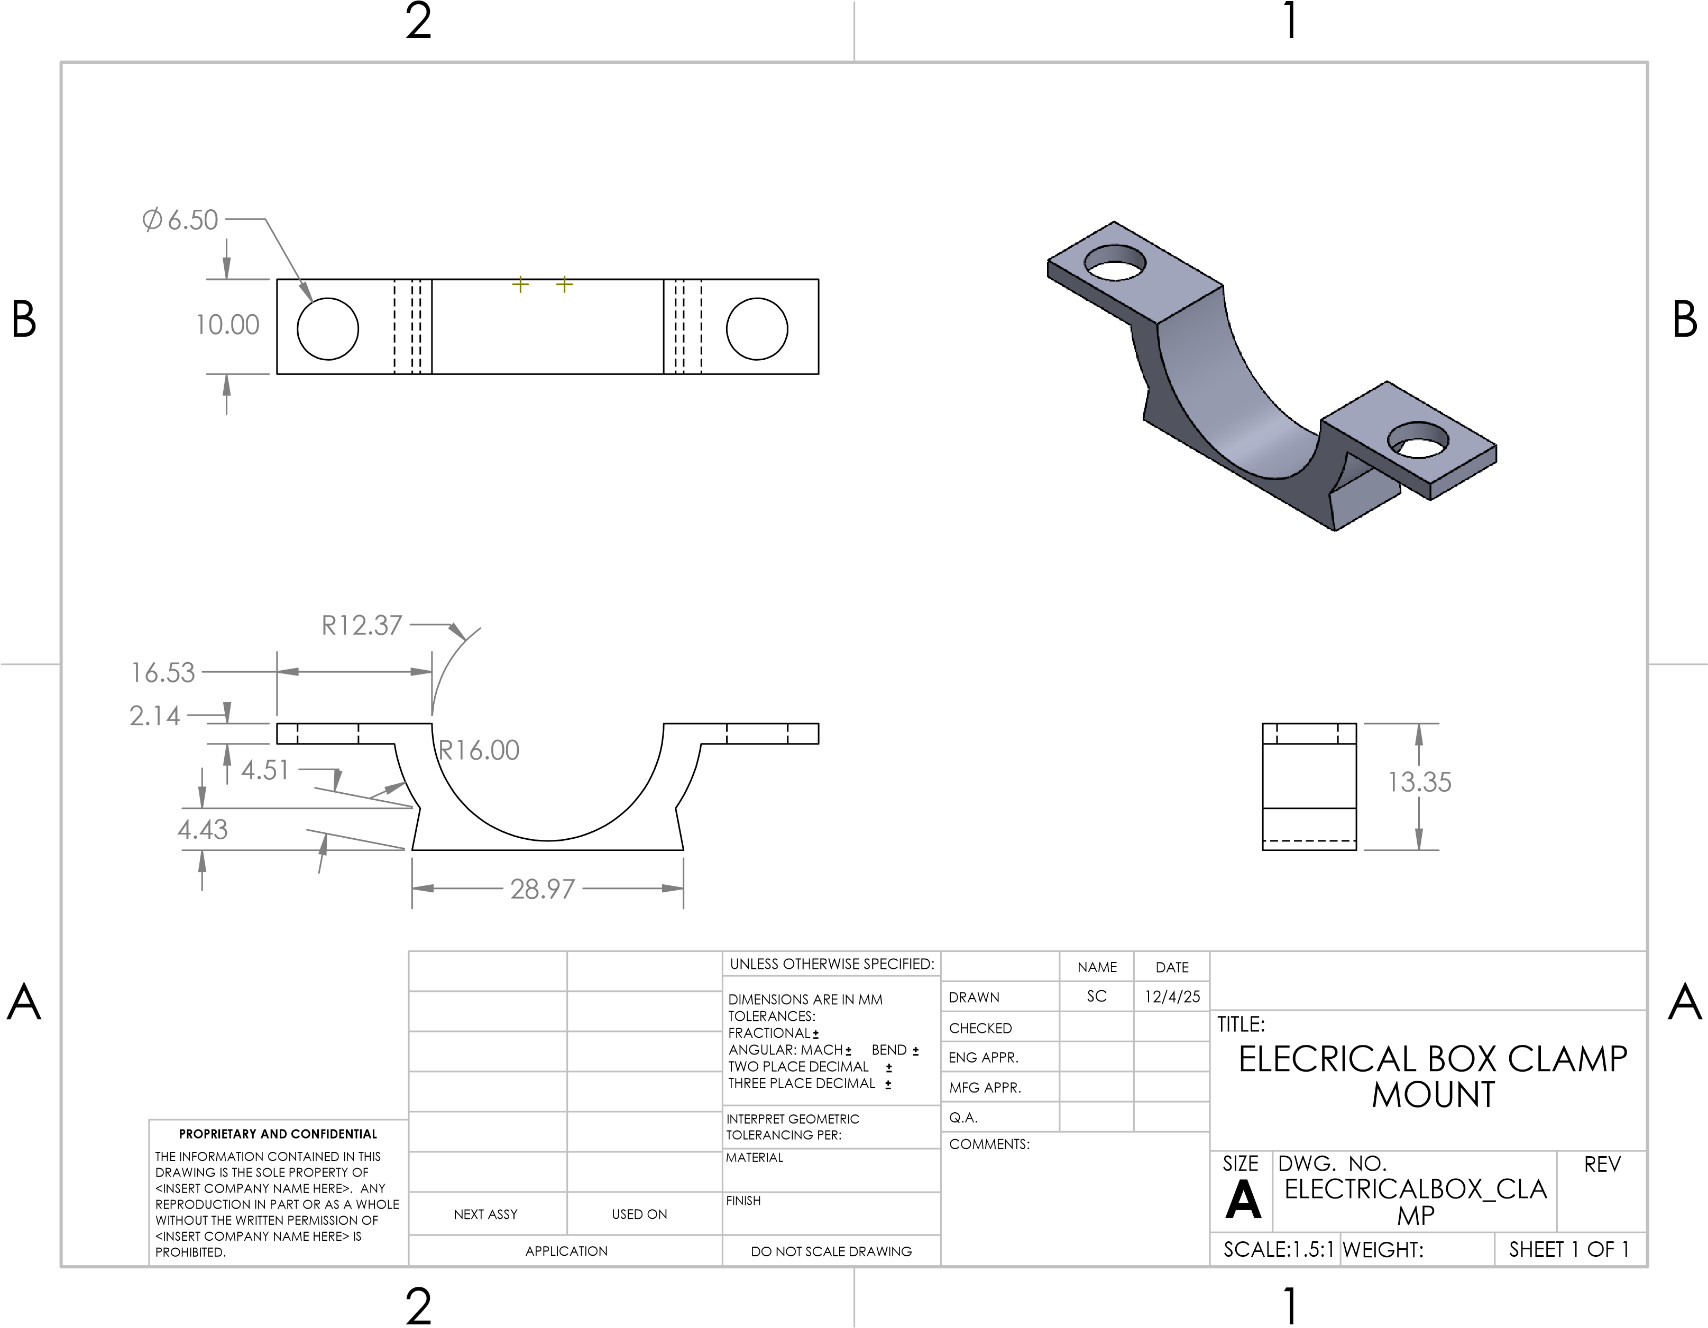 2
1
B
B
Ø6.50
10.00
R12.37
16.53
2.14
R16.00
4.51
4.43
28.97
13.35
A
A
UNLESS OTHERWISE SPECIFIED:
DIMENSIONS ARE IN MM
TOLERANCES:
FRACTIONAL±
ANGULAR: MACH± BEND ±
TWO PLACE DECIMAL ±
THREE PLACE DECIMAL ±
INTERPRET GEOMETRIC
TOLERANCING PER:
MATERIAL
FINISH
DO NOT SCALE DRAWING
NAME DATE
DRAWN SC 12/4/25
CHECKED
ENG APPR.
MFG APPR.
Q.A.
COMMENTS:
TITLE:
ELECRICAL BOX CLAMP
MOUNT
SIZE
A
DWG. NO.
ELECTRICALBOX_CLA
MP
REV
SCALE:1.5:1 WEIGHT: SHEET 1 OF 1
PROPRIETARY AND CONFIDENTIAL
THE INFORMATION CONTAINED IN THIS
DRAWING IS THE SOLE PROPERTY OF
<INSERT COMPANY NAME HERE>. ANY
REPRODUCTION IN PART OR AS A WHOLE
WITHOUT THE WRITTEN PERMISSION OF
<INSERT COMPANY NAME HERE> IS
PROHIBITED.
NEXT ASSY USED ON
APPLICATION
2
1